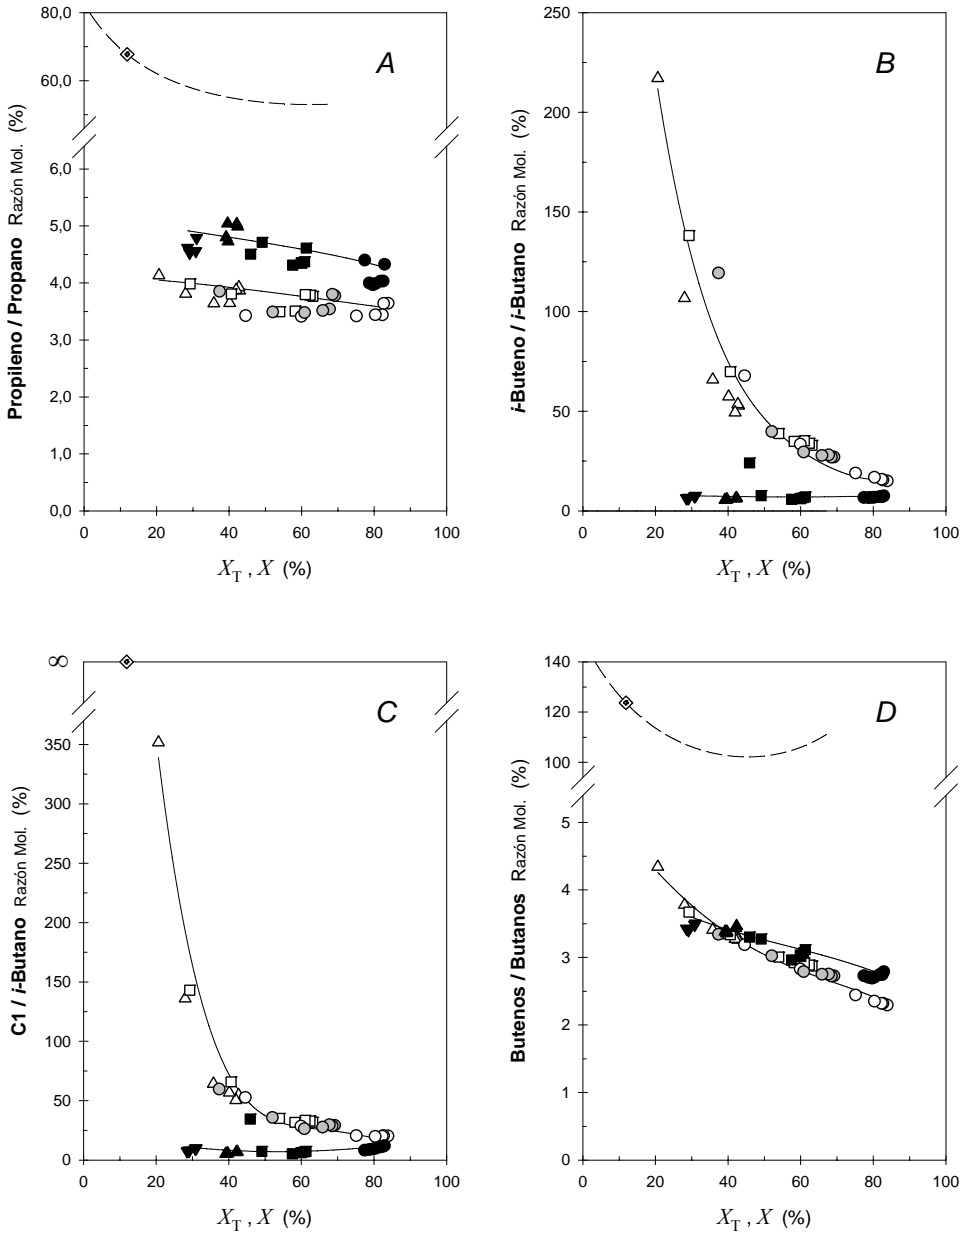 A
80,0
60,0
6,0
5,0
4,0
3,0
2,0
1,0
0,0
0 20 40 60 80 100
Propileno / Propano Razón Mol. (%)
X_T , X (%)
B
250
200
150
100
50
0
0 20 40 60 80 100
i-Buteno / i-Butano Razón Mol. (%)
X_T , X (%)
C
∞
350
300
250
200
150
100
50
0
0 20 40 60 80 100
C1 / i-Butano Razón Mol. (%)
X_T , X (%)
D
140
120
100
5
4
3
2
1
0
0 20 40 60 80 100
Butenos / Butanos Razón Mol. (%)
X_T , X (%)